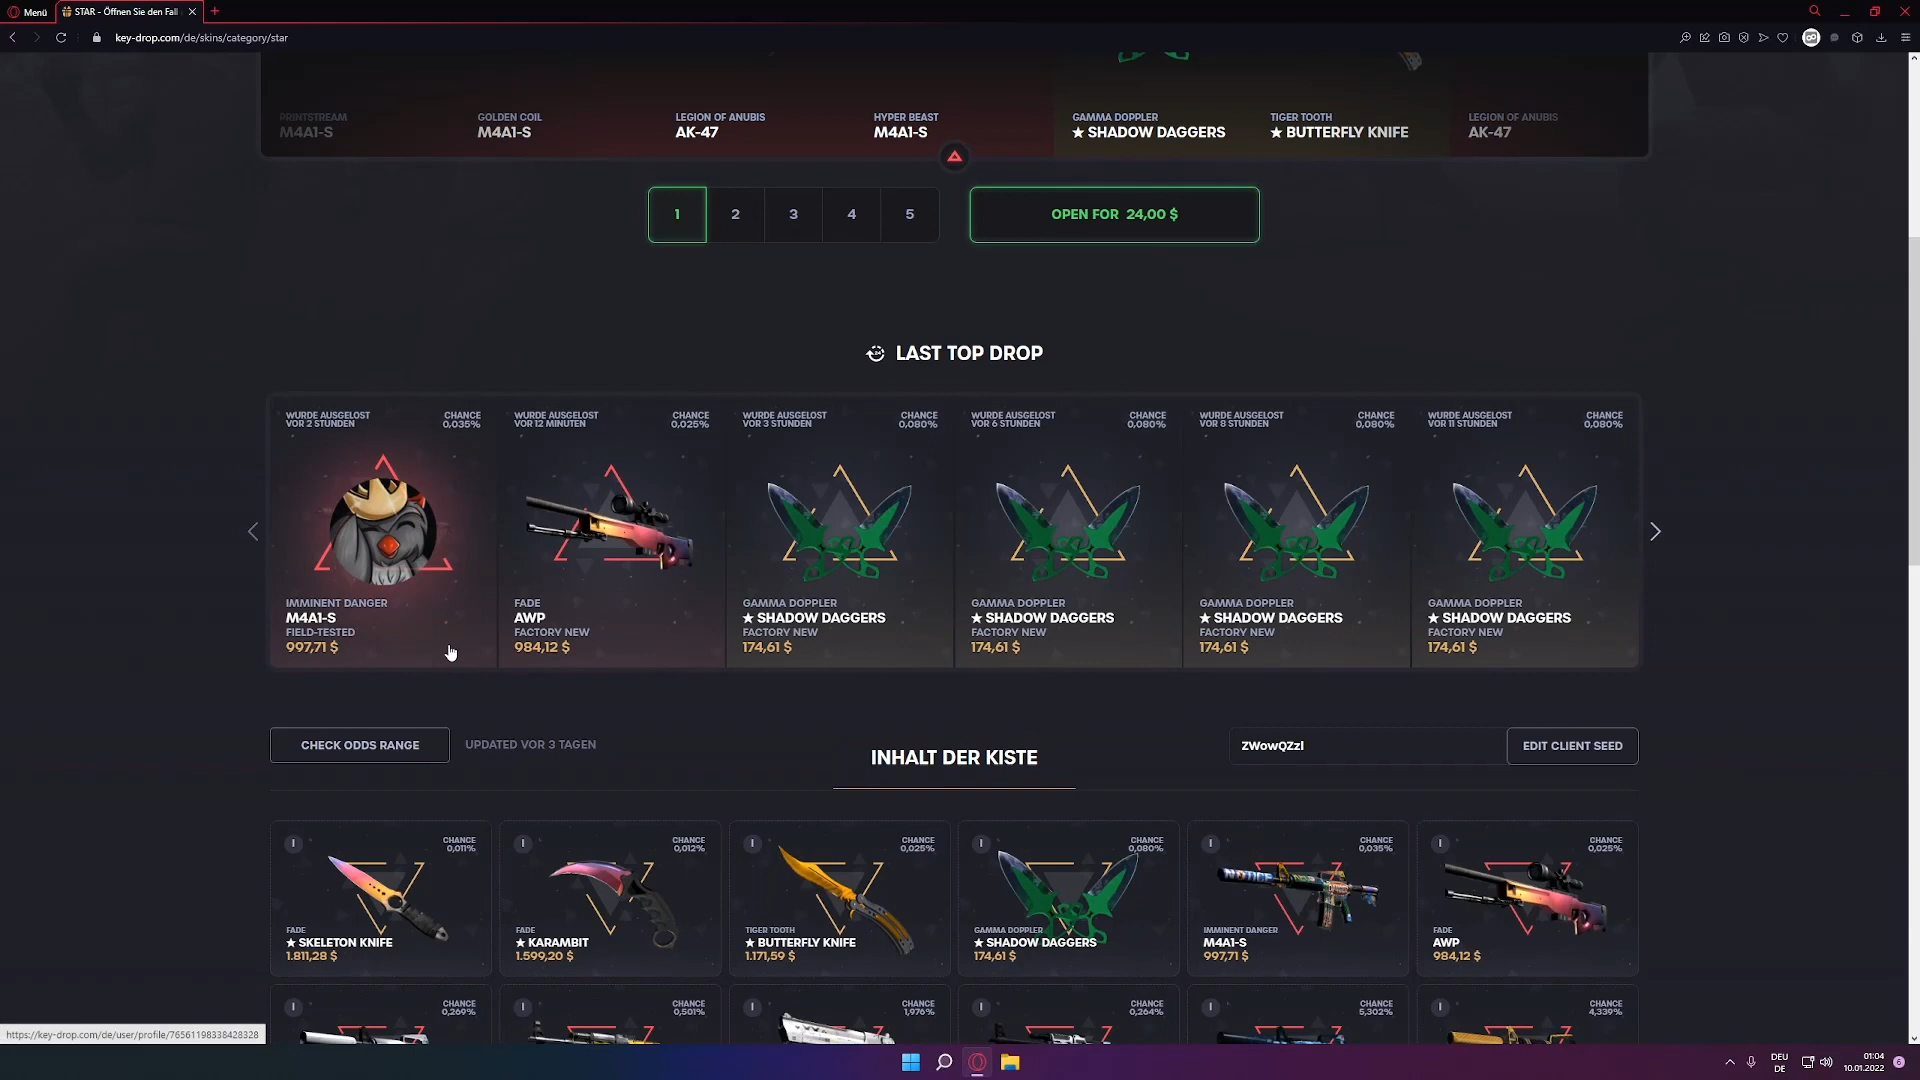 Menü
STAR - Öffnen Sie den Fall
key-drop.com/de/skins/category/star
PRINTSTREAM
M4A1-S
GOLDEN COIL
M4A1-S
LEGION OF ANUBIS
AK-47
HYPER BEAST
M4A1-S
GAMMA DOPPLER
★ SHADOW DAGGERS
TIGER TOOTH
★ BUTTERFLY KNIFE
LEGION OF ANUBIS
AK-47
1 2 3 4 5
OPEN FOR 24,00 $
LAST TOP DROP
WURDE AUSGELOST
VOR 2 STUNDEN
CHANCE
0,035%
IMMINENT DANGER
M4A1-S
FIELD-TESTED
997,71 $
WURDE AUSGELOST
VOR 12 MINUTEN
CHANCE
0,025%
FADE
AWP
FACTORY NEW
984,12 $
WURDE AUSGELOST
VOR 3 STUNDEN
CHANCE
0,080%
GAMMA DOPPLER
★ SHADOW DAGGERS
FACTORY NEW
174,61 $
WURDE AUSGELOST
VOR 6 STUNDEN
CHANCE
0,080%
GAMMA DOPPLER
★ SHADOW DAGGERS
FACTORY NEW
174,61 $
WURDE AUSGELOST
VOR 8 STUNDEN
CHANCE
0,080%
GAMMA DOPPLER
★ SHADOW DAGGERS
FACTORY NEW
174,61 $
WURDE AUSGELOST
VOR 11 STUNDEN
CHANCE
0,080%
GAMMA DOPPLER
★ SHADOW DAGGERS
FACTORY NEW
174,61 $
CHECK ODDS RANGE
UPDATED VOR 3 TAGEN
INHALT DER KISTE
ZWowQZzl
EDIT CLIENT SEED
I
CHANCE
0,011%
FADE
★ SKELETON KNIFE
1.811,28 $
I
CHANCE
0,012%
FADE
★ KARAMBIT
1.599,20 $
I
CHANCE
0,025%
TIGER TOOTH
★ BUTTERFLY KNIFE
1.171,59 $
I
CHANCE
0,080%
GAMMA DOPPLER
★ SHADOW DAGGERS
174,61 $
I
CHANCE
0,035%
IMMINENT DANGER
M4A1-S
997,71 $
I
CHANCE
0,025%
FADE
AWP
984,12 $
I
CHANCE
0,269%
I
CHANCE
0,501%
I
CHANCE
1,976%
I
CHANCE
0,264%
I
CHANCE
5,302%
I
CHANCE
4,339%
https://key-drop.com/de/user/profile/76561198338428328
DEU
DE
01:04
10.01.2022
6